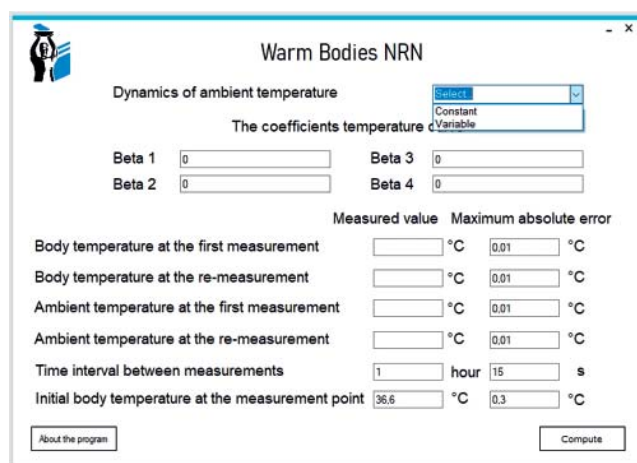 Warm Bodies NRN
Dynamics of ambient temperature Select
Constant
Variable
The coefficients temperature
Beta 1 0 Beta 3 0
Beta 2 0 Beta 4 0
Measured value Maximum absolute error
Body temperature at the first measurement °C 0,01 °C
Body temperature at the re-measurement °C 0,01 °C
Ambient temperature at the first measurement °C 0,01 °C
Ambient temperature at the re-measurement °C 0,01 °C
Time interval between measurements 1 hour 15 s
Initial body temperature at the measurement point 36,6 °C 0,3 °C
About the program Compute